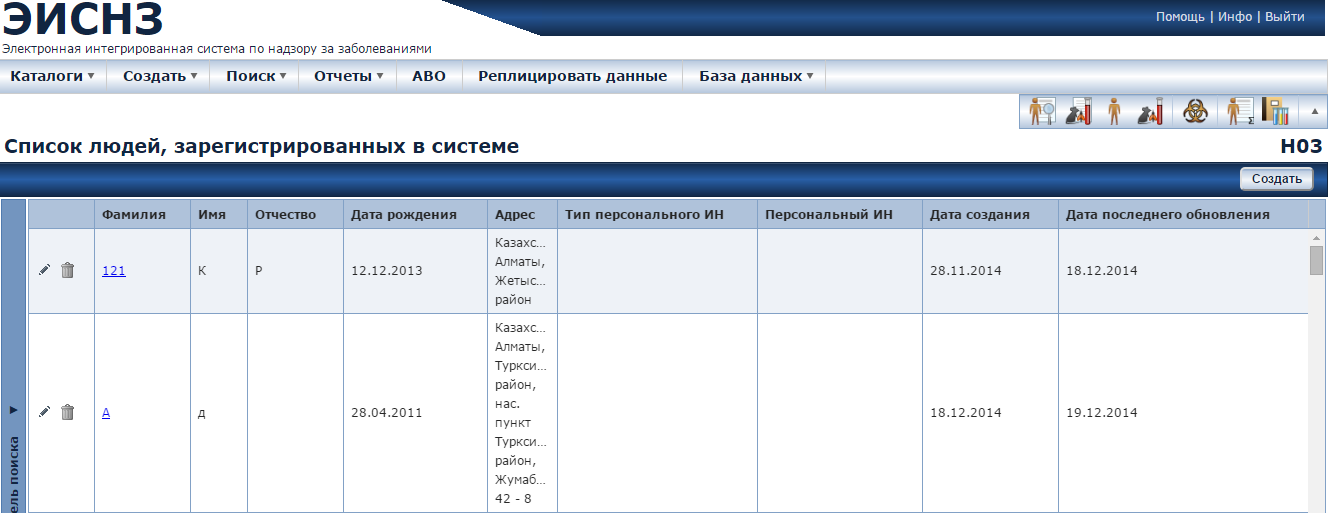 ЭИСНЗ
Помощь | Инфо | Выйти
Электронная интегрированная система по надзору за заболеваниями
Каталоги Создать Поиск Отчеты АВО Реплицировать данные База данных
Список людей, зарегистрированных в системе H03
Создать
Фамилия Имя Отчество Дата рождения Адрес Тип персонального ИН Персональный ИН Дата создания Дата последнего обновления
121 К Р 12.12.2013 28.11.2014 18.12.2014
Казахс...
Алматы,
Жетыс...
район
А д 28.04.2011 18.12.2014 19.12.2014
Казахс...
Алматы,
Туркси...
район,
нас.
пункт
Туркси...
район,
Жумаб...
42 - 8
поиска